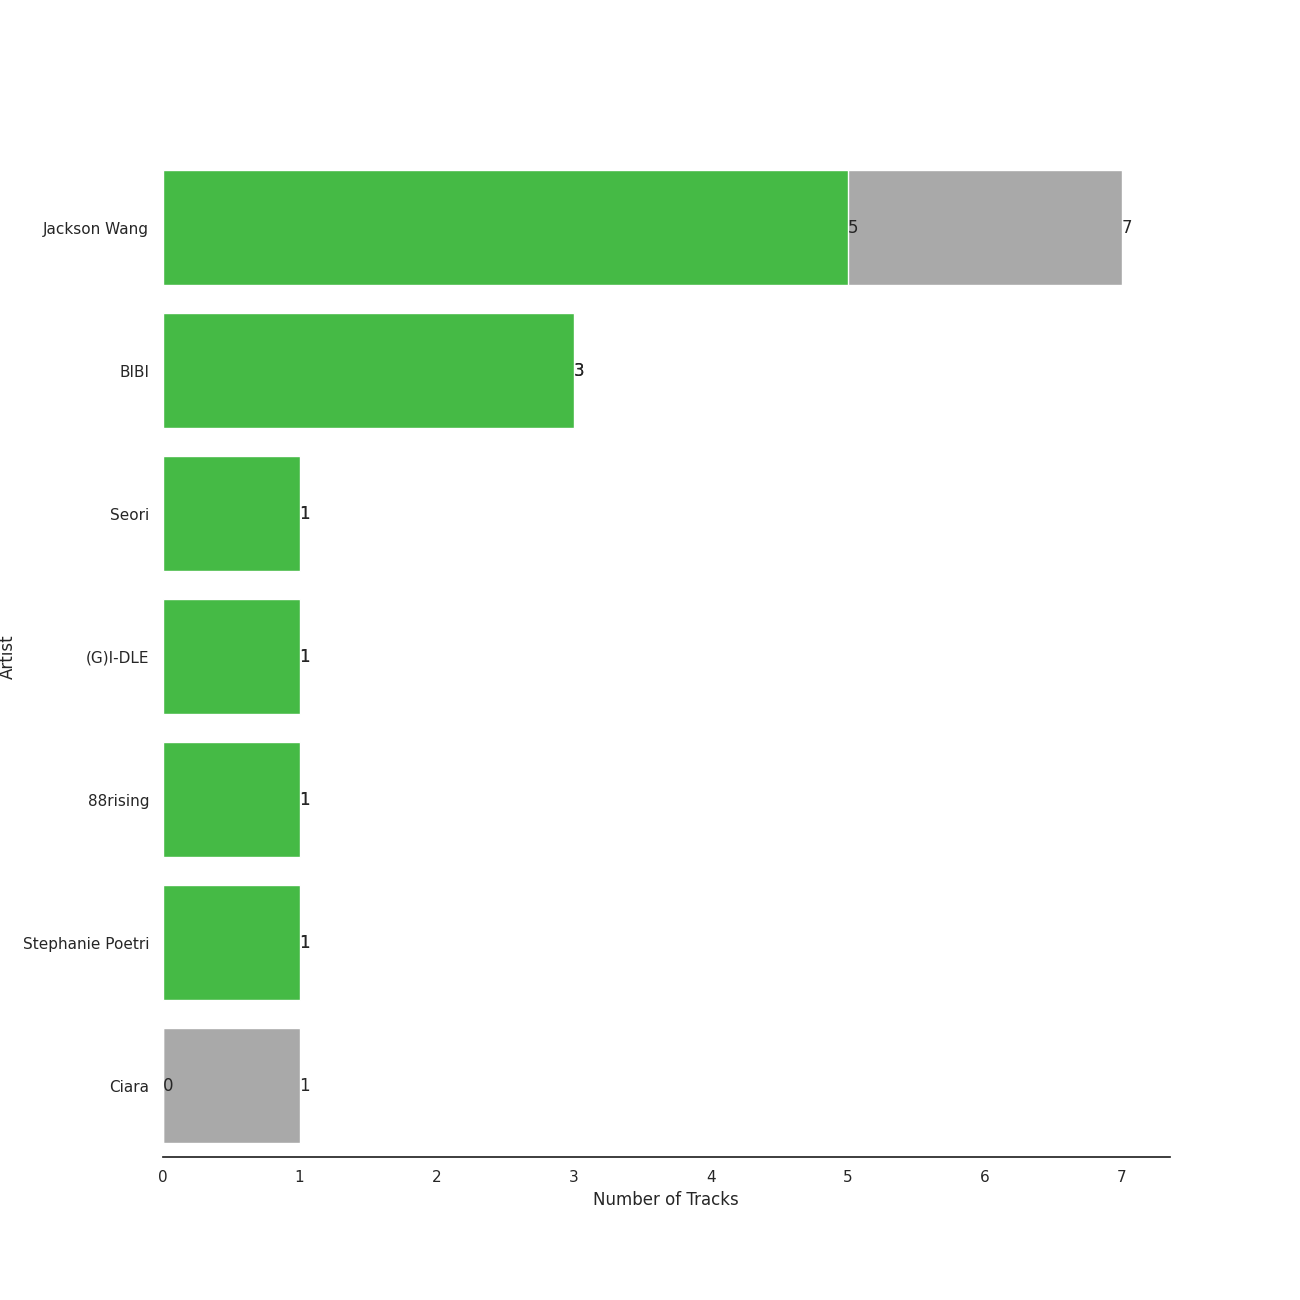 Jackson Wang
5
7
BIBI
3
Seori
1
(G)I-DLE
1
88rising
1
Stephanie Poetri
1
Ciara
0
1
Artist
0 1 2 3 4 5 6 7
Number of Tracks